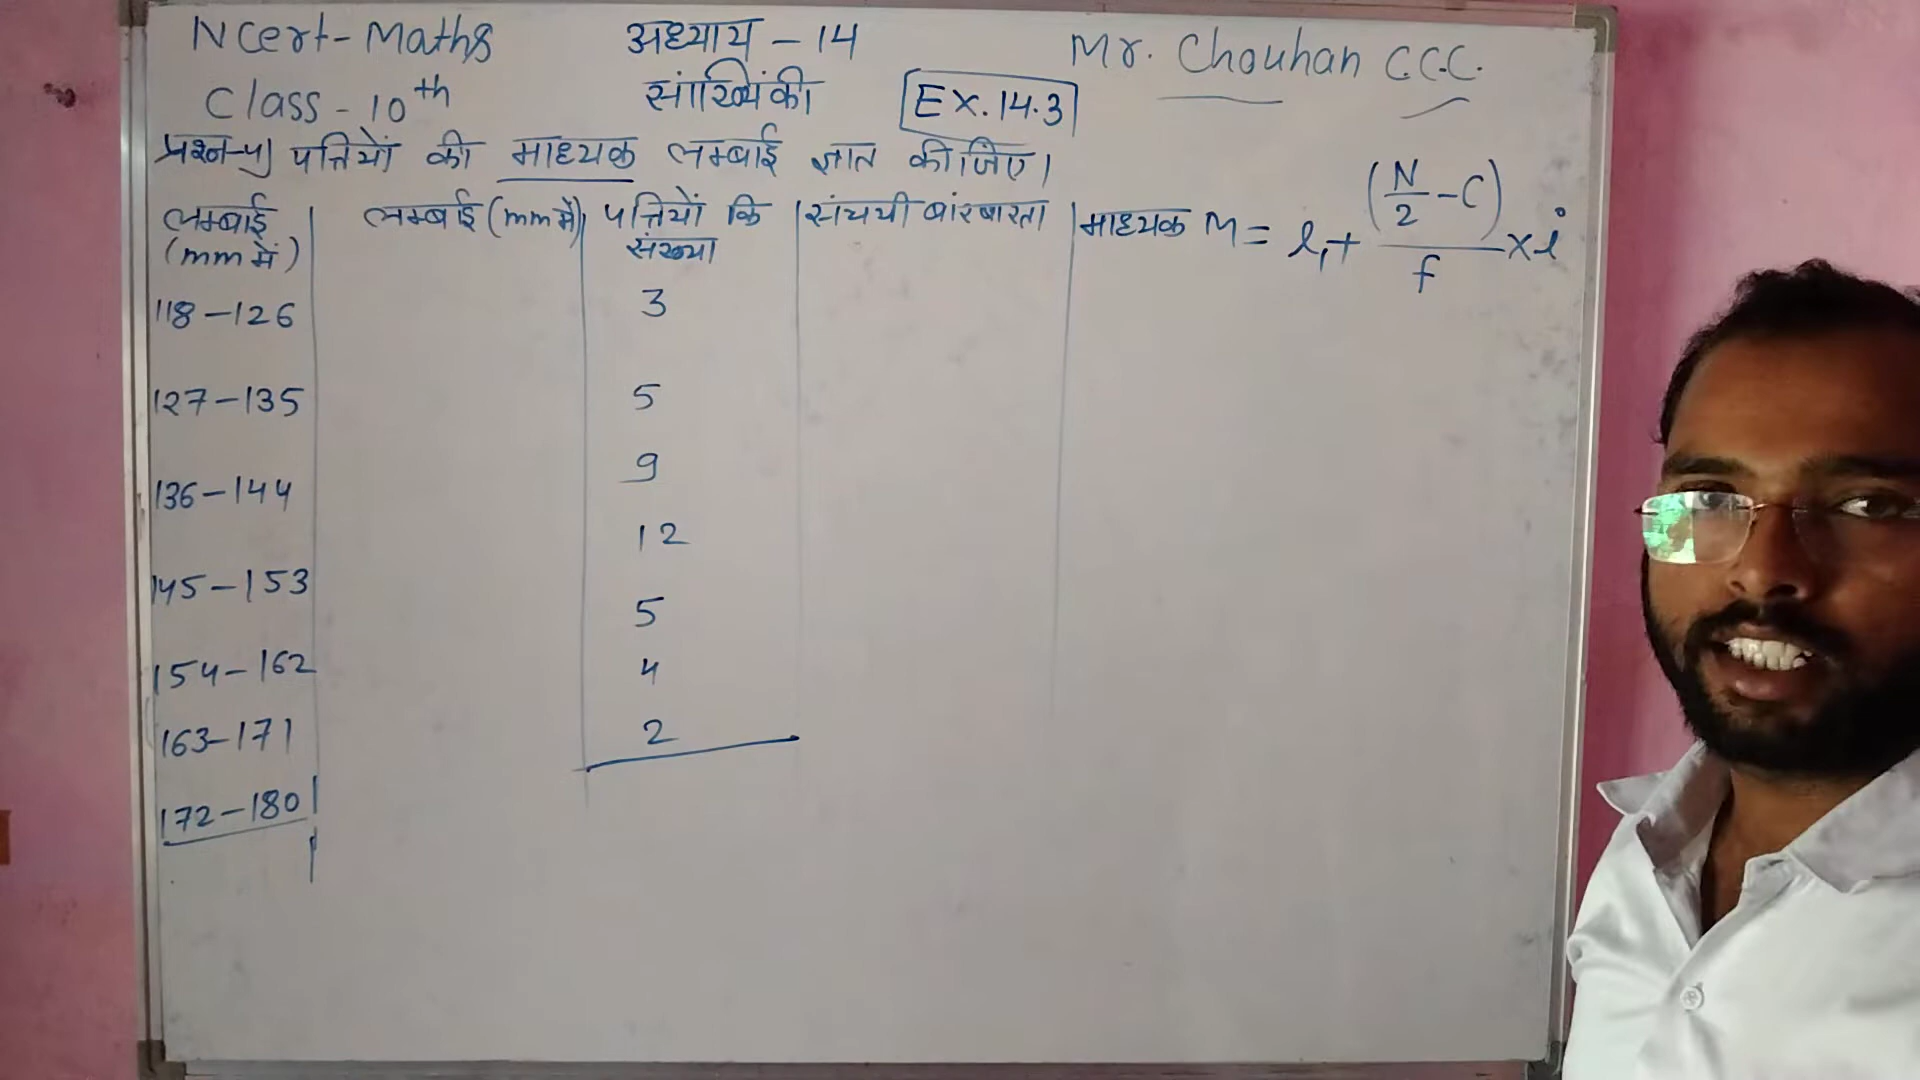 Ncert-Maths अध्याय - 14 Mr. Chouhan C.C.C.
Class - 10th सांख्यिंकी EX.14.3
प्रश्न-4) पत्तियों की माध्यक लम्बाई ज्ञात कीजिए।
लम्बाई (mm में) लम्बाई (mm में) पत्तियों कि संख्या संचयी बांरबारता माध्यक M = l₁ + (N/2 - C)/f × i
118-126 3
127-135 5
136-144 9
145-153 12
154-162 5
163-171 4
172-180 2